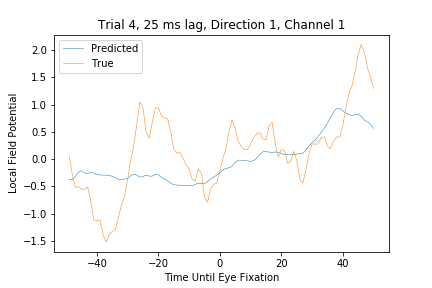 Trial 4, 25 ms lag, Direction 1, Channel 1
Predicted
True
Local Field Potential
2.0
1.5
1.0
0.5
0.0
−0.5
−1.0
−1.5
−40
−20
0
20
40
Time Until Eye Fixation